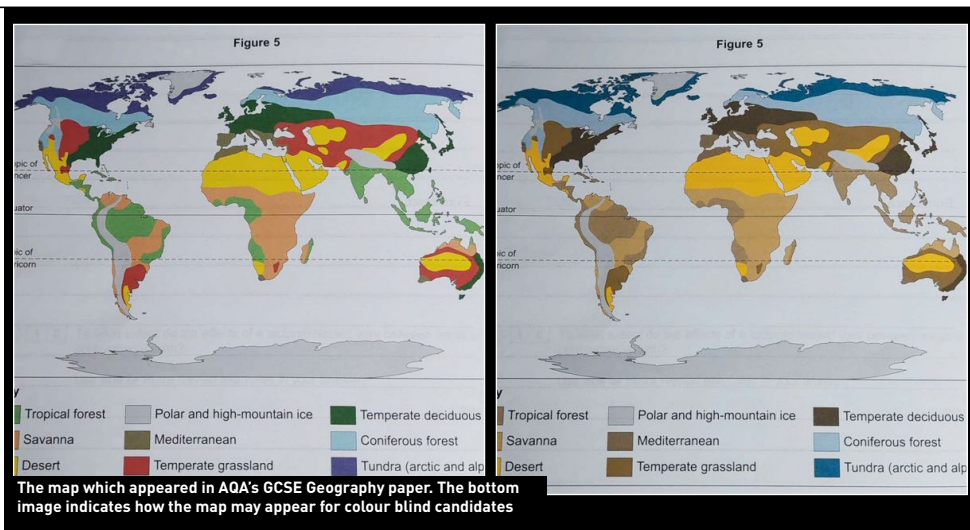 Figure 5
pic of
ncer
uator
ic of
ricorn
y
Tropical forest
Polar and high-mountain ice
Temperate deciduous
Savanna
Mediterranean
Coniferous forest
Desert
Temperate grassland
Tundra (arctic and alp
Figure 5
pic of
ncer
uator
ic of
ricorn
y
Tropical forest
Polar and high-mountain ice
Temperate deciduous
Savanna
Mediterranean
Coniferous forest
Desert
Temperate grassland
Tundra (arctic and alp
The map which appeared in AQA's GCSE Geography paper. The bottom
image indicates how the map may appear for colour blind candidates